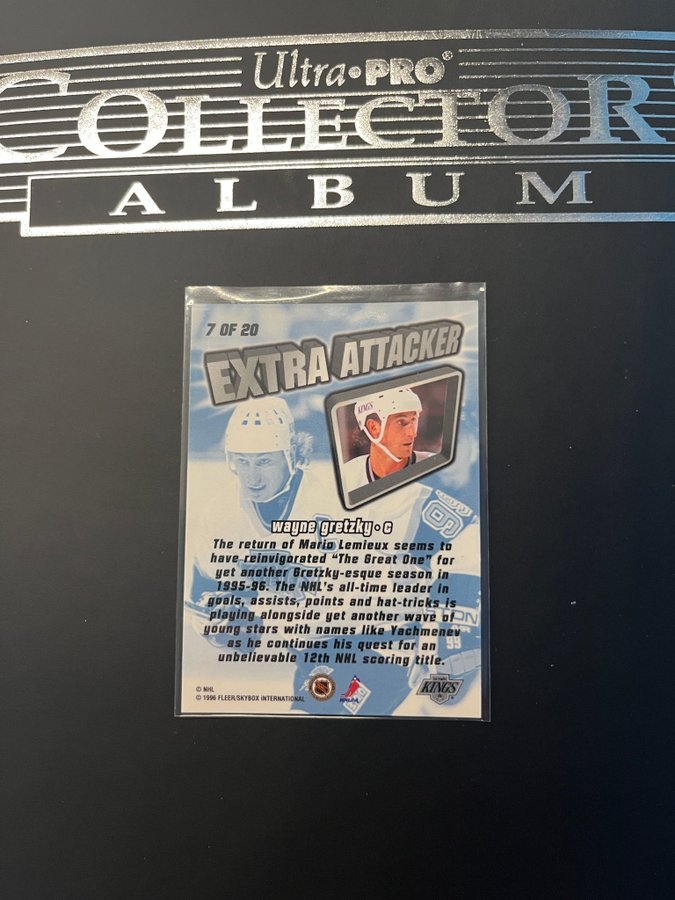 Ultra•PRO®
COLLECTOR'
ALBUM
7 OF 20
EXTRA ATTACKER
KINGS
wayne gretzky • c
The return of Mario Lemieux seems to
have reinvigorated "The Great One" for
yet another Gretzky-esque season in
1995-96. The NHL's all-time leader in
goals, assists, points and hat-tricks is
playing alongside yet another wave of
young stars with names like Yachmenev
as he continues his quest for an
unbelievable 12th NHL scoring title.
© NHL
© 1996 FLEER/SKYBOX INTERNATIONAL
NHLPA
KINGS